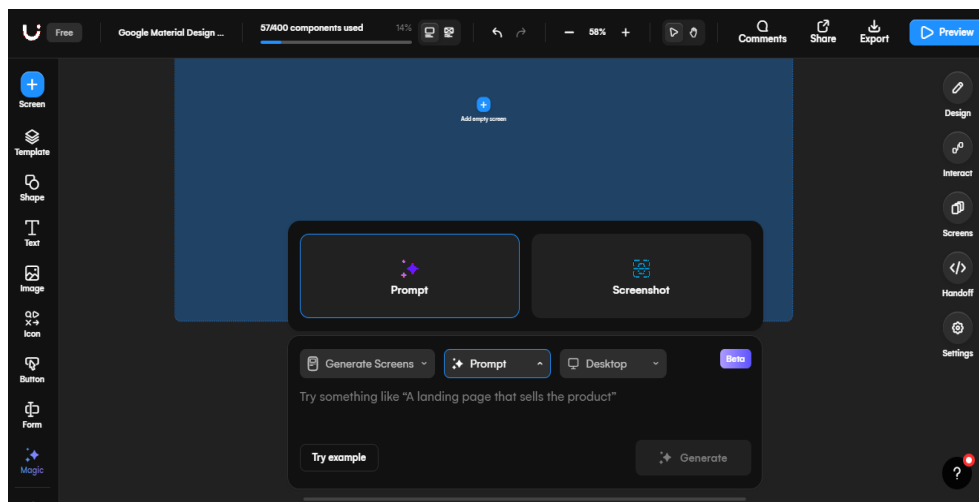 Free
Google Material Design ...
57/400 components used
14%
58%
Comments
Share
Export
Preview
Screen
Template
Shape
Text
Image
Icon
Button
Form
Magic
Add empty screen
Design
Interact
Screens
Handoff
Settings
Prompt
Screenshot
Generate Screens
Prompt
Desktop
Beta
Try something like “A landing page that sells the product”
Try example
Generate
?